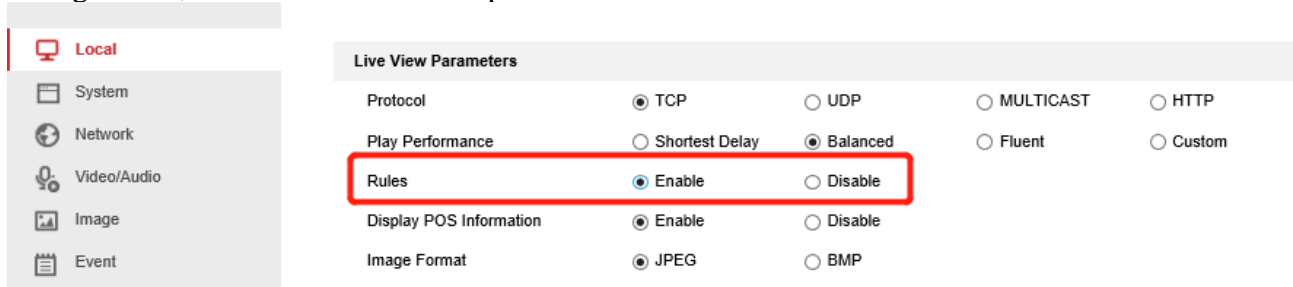 Local
System
Network
Video/Audio
Image
Event
Live View Parameters
Protocol TCP UDP MULTICAST HTTP
Play Performance Shortest Delay Balanced Fluent Custom
Rules Enable Disable
Display POS Information Enable Disable
Image Format JPEG BMP